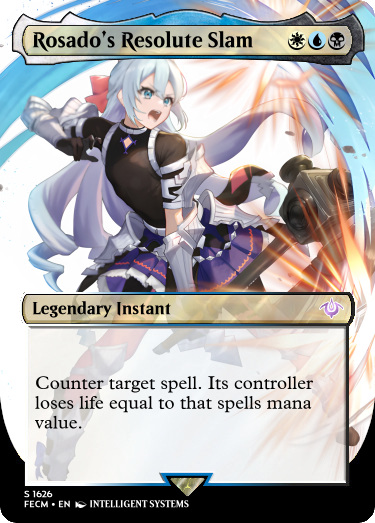 Rosado's Resolute Slam
Legendary Instant
Counter target spell. Its controller
loses life equal to that spells mana
value.
S 1626
FECM • EN INTELLIGENT SYSTEMS